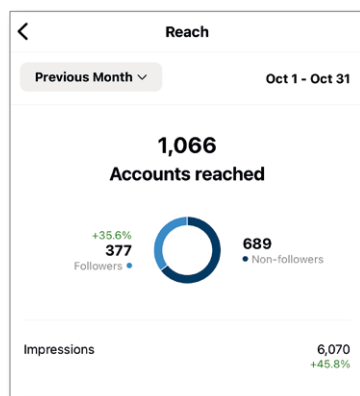 Reach
Previous Month
Oct 1 - Oct 31
1,066
Accounts reached
+35.6%
377
Followers
689
Non-followers
Impressions
6,070
+45.8%